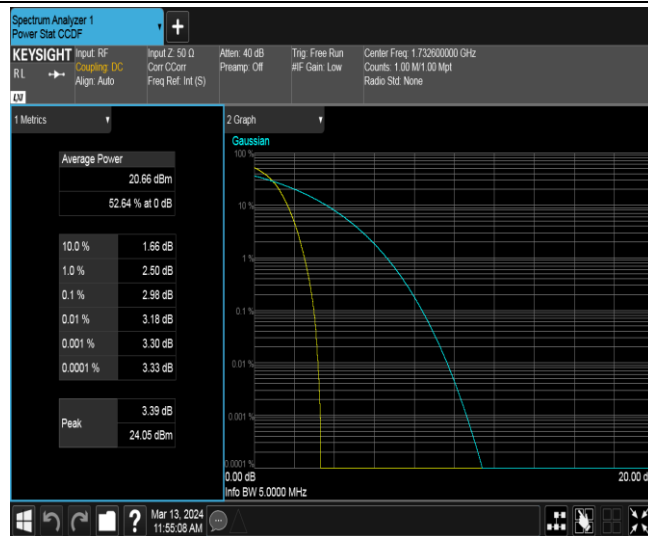 Spectrum Analyzer 1
Power Stat CCDF
+
KEYSIGHT
RL
LXI
Input: RF
Coupling: DC
Align: Auto
Input Z: 50 Ω
Corr CCorr
Freq Ref: Int (S)
Atten: 40 dB
Preamp: Off
Trig: Free Run
#IF Gain: Low
Center Freq: 1.732600000 GHz
Counts: 1.00 M/1.00 Mpt
Radio Std: None
1 Metrics
Average Power
20.66 dBm
52.64 % at 0 dB
10.0 % 1.66 dB
1.0 % 2.50 dB
0.1 % 2.98 dB
0.01 % 3.18 dB
0.001 % 3.30 dB
0.0001 % 3.33 dB
Peak
3.39 dB
24.05 dBm
2 Graph
Gaussian
100 %
10 %
1 %
0.1 %
0.01 %
0.001 %
0.0001 %
0.00 dB 20.00 d
Info BW 5.0000 MHz
?
Mar 13, 2024
11:55:08 AM